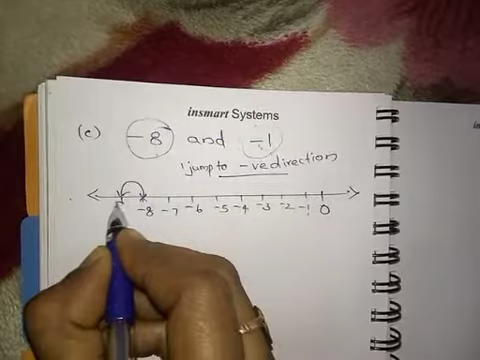 insmart Systems
(c) -8 and -1
1 jump to -ve direction
-8 -7 -6 -5 -4 -3 -2 -1 0